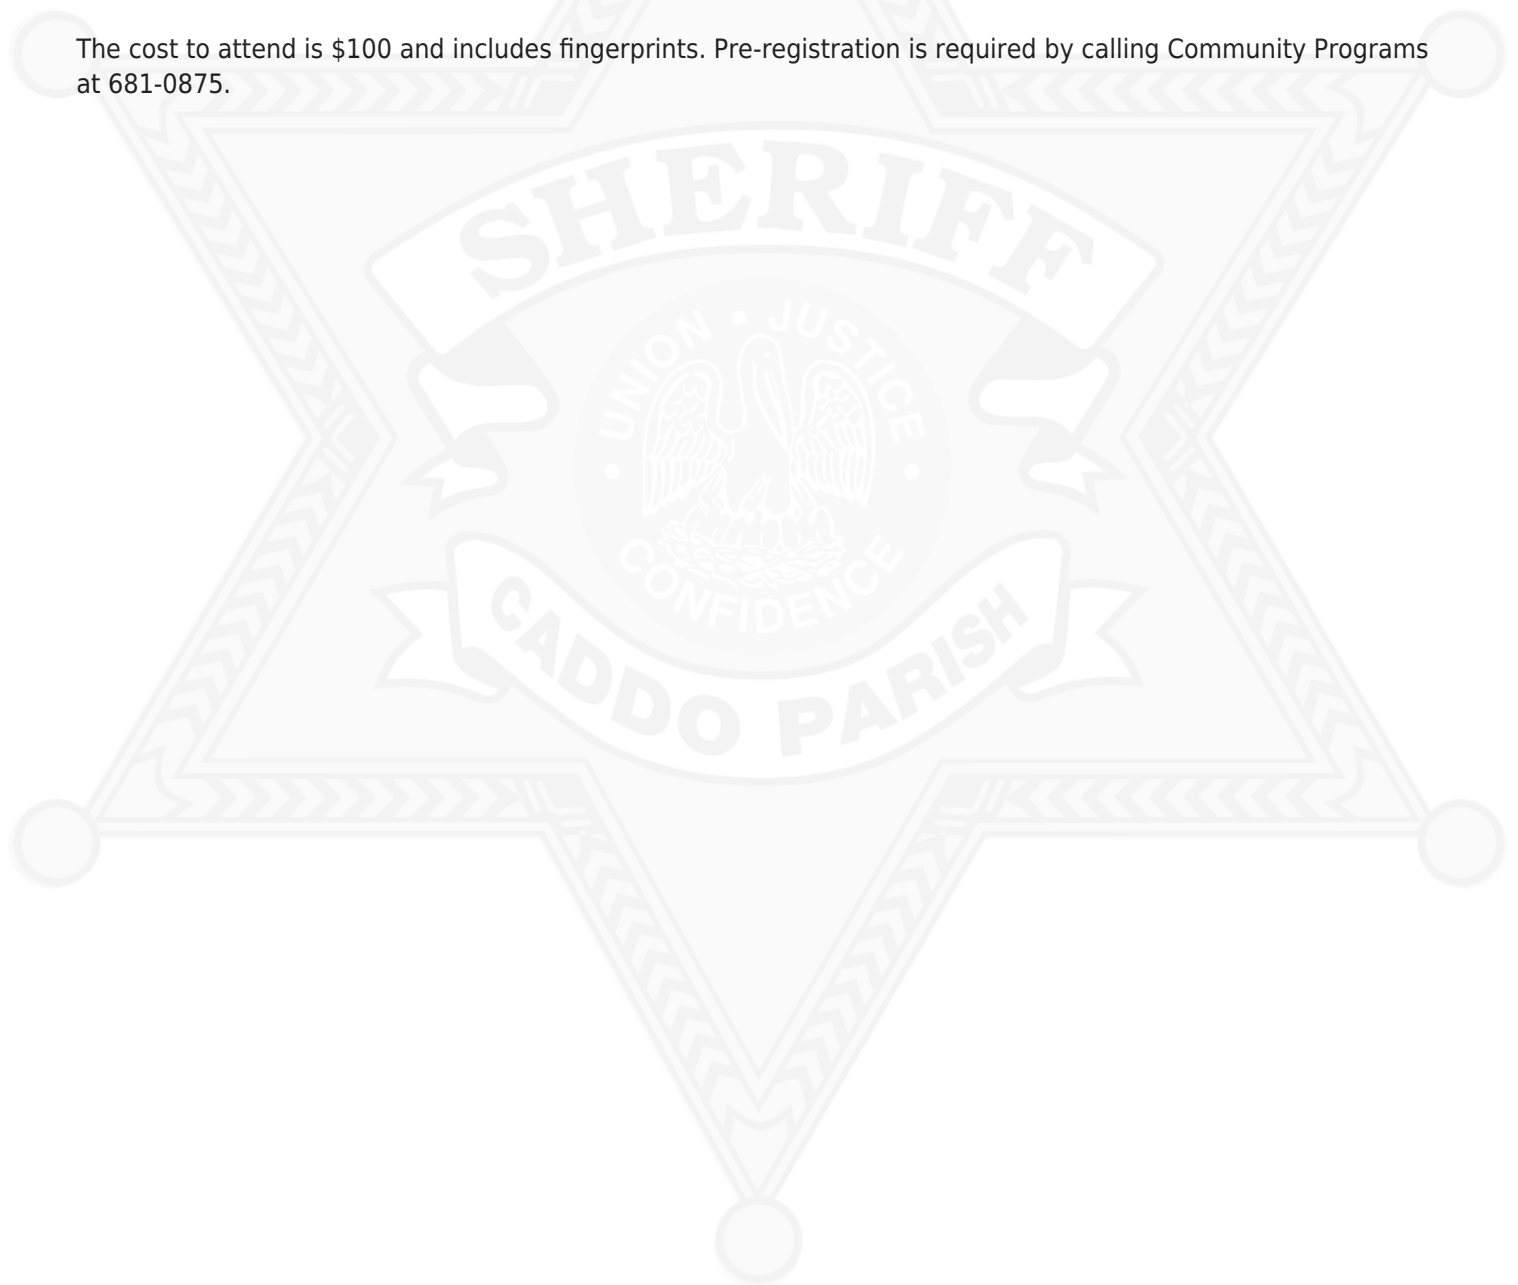 The cost to attend is $100 and includes fingerprints. Pre-registration is required by calling Community Programs
at 681-0875.
SHERIFF
UNION • JUSTICE
• CONFIDENCE •
CADDO PARISH